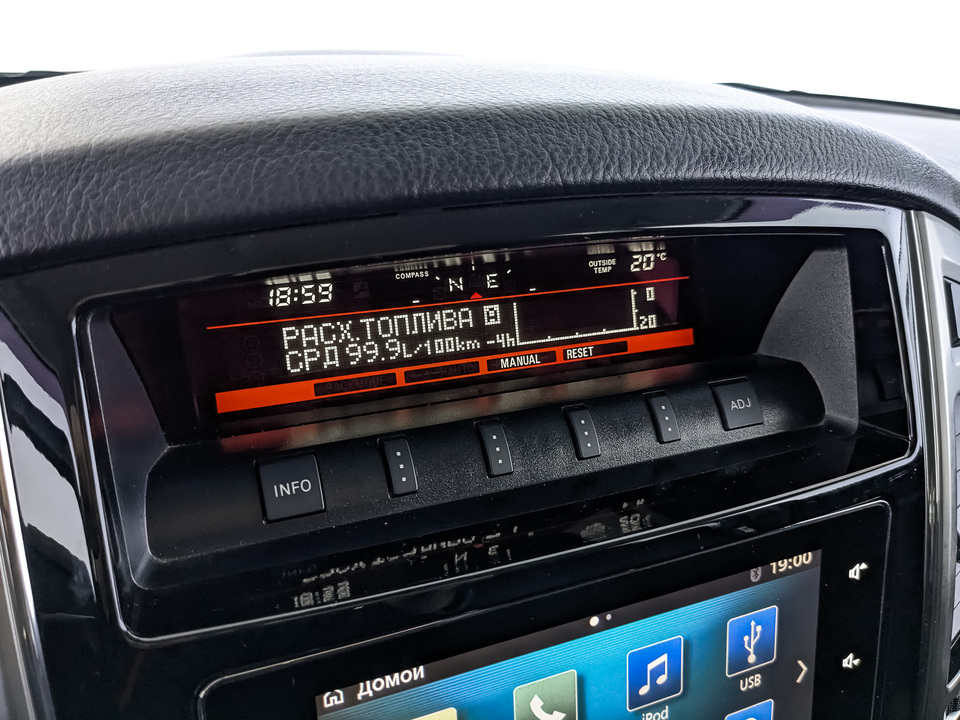 COMPASS
OUTSIDE TEMP 20°C
18:59
N E
РАСХ.ТОПЛИВА
0
СРД 99.9L/100km -4h
20
MANUAL RESET
INFO
ADJ
19:00
Домой
iPod
USB